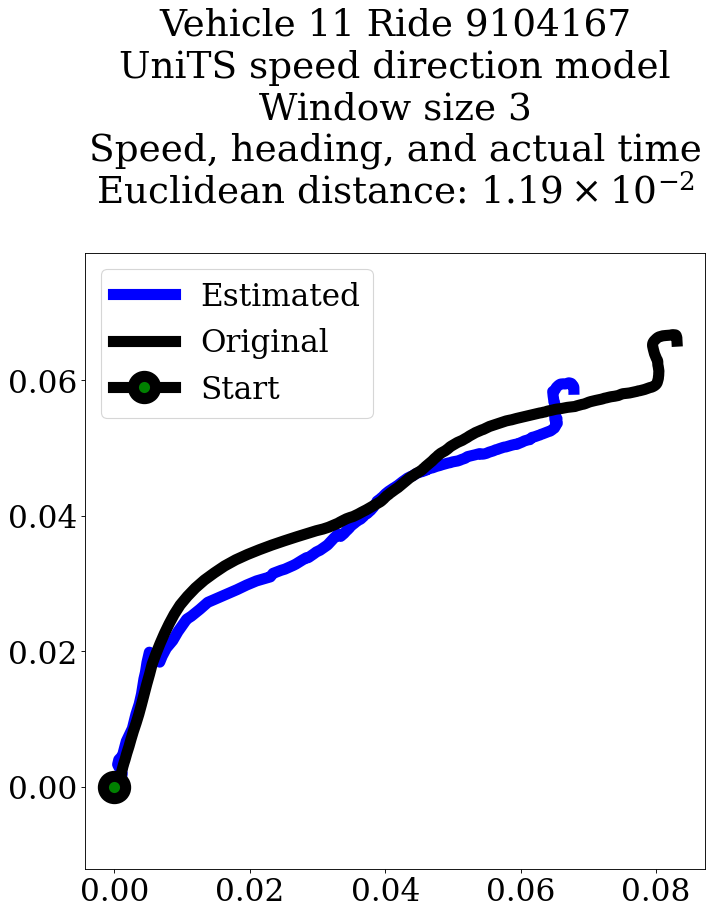 Vehicle 11 Ride 9104167
UniTS speed direction model
Window size 3
Speed, heading, and actual time
Euclidean distance: 1.19 × 10⁻²
Estimated
Original
Start
0.06
0.04
0.02
0.00
0.00 0.02 0.04 0.06 0.08